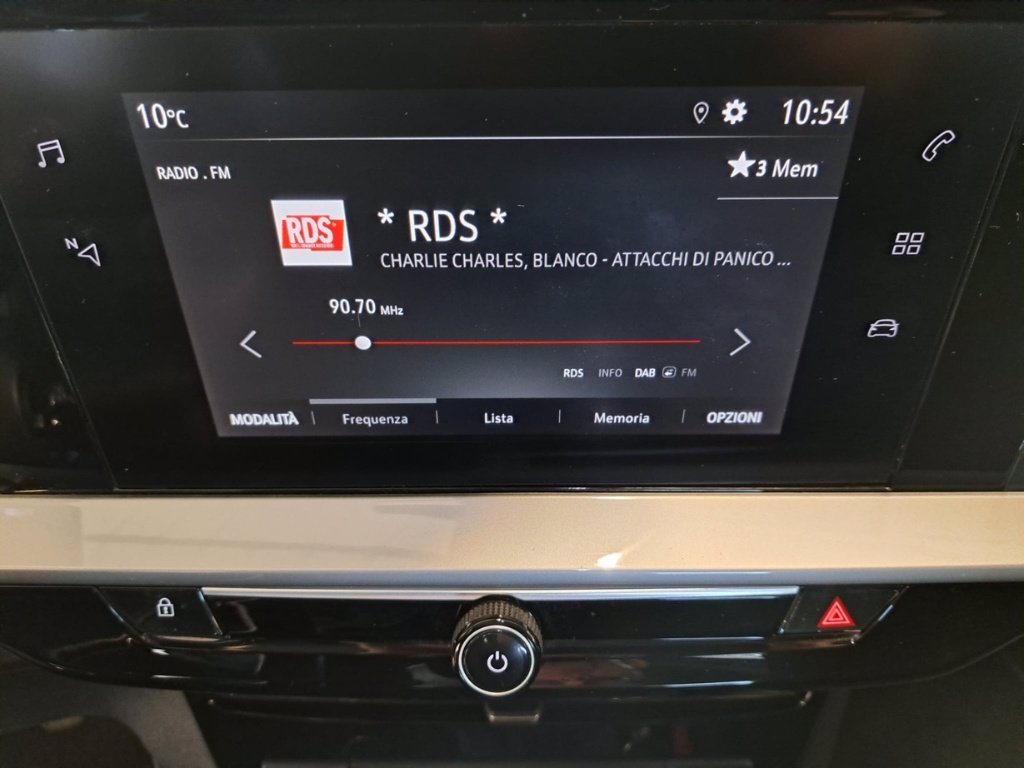 10°C
10:54
RADIO . FM
★3 Mem
RDS
* RDS *
CHARLIE CHARLES, BLANCO - ATTACCHI DI PANICO ...
N
90.70 MHz
RDS INFO DAB FM
MODALITÀ Frequenza Lista Memoria OPZIONI